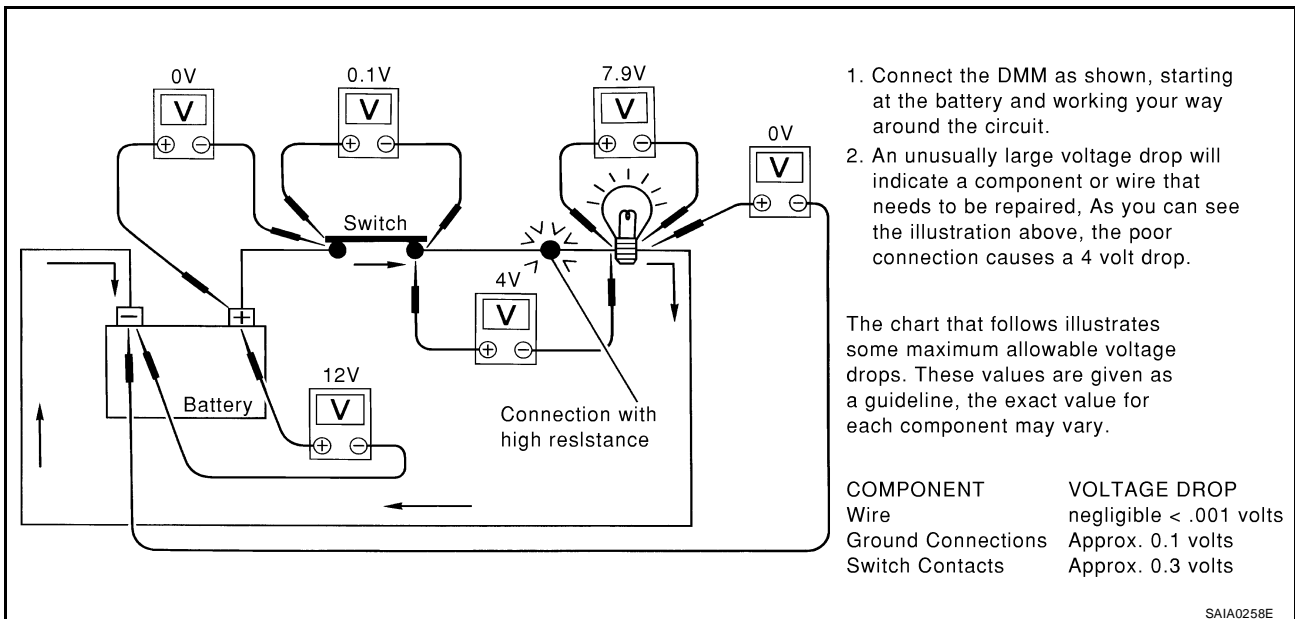 0V
0.1V
7.9V
0V
V
V
V
V
Switch
4V
V
12V
V
Battery
Connection with
high resIstance
1. Connect the DMM as shown, starting
at the battery and working your way
around the circuit.
2. An unusually large voltage drop will
indicate a component or wire that
needs to be repaired, As you can see
the illustration above, the poor
connection causes a 4 volt drop.
The chart that follows illustrates
some maximum allowable voltage
drops. These values are given as
a guideline, the exact value for
each component may vary.
COMPONENT VOLTAGE DROP
Wire negligible < .001 volts
Ground Connections Approx. 0.1 volts
Switch Contacts Approx. 0.3 volts
SAIA0258E